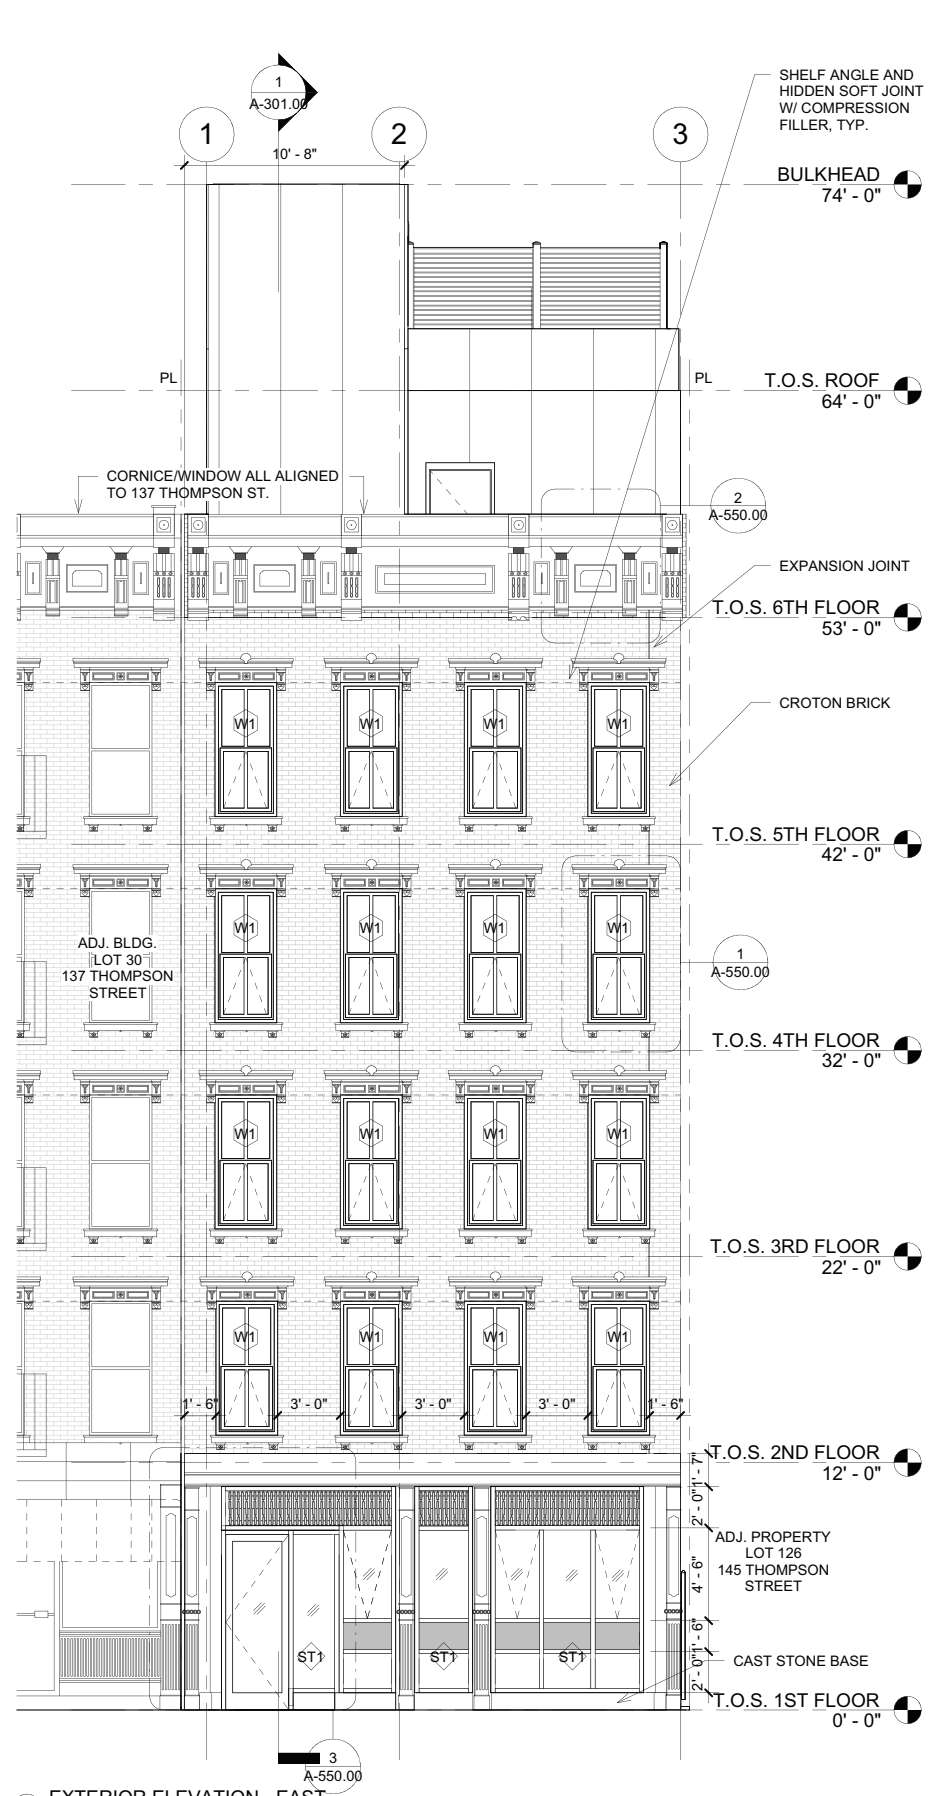 SHELF ANGLE AND
HIDDEN SOFT JOINT
W/ COMPRESSION
FILLER, TYP.
1
A-301.00
1
2
3
10' - 8"
BULKHEAD
74' - 0"
PL
PL
T.O.S. ROOF
64' - 0"
CORNICE/WINDOW ALL ALIGNED
TO 137 THOMPSON ST.
2
A-550.00
EXPANSION JOINT
T.O.S. 6TH FLOOR
53' - 0"
CROTON BRICK
W1
W1
W1
W1
T.O.S. 5TH FLOOR
42' - 0"
W1
W1
W1
W1
ADJ. BLDG.
LOT 30
137 THOMPSON
STREET
1
A-550.00
T.O.S. 4TH FLOOR
32' - 0"
W1
W1
W1
W1
T.O.S. 3RD FLOOR
22' - 0"
W1
W1
W1
W1
1' - 6"
3' - 0"
3' - 0"
3' - 0"
1' - 6"
T.O.S. 2ND FLOOR
12' - 0"
1' - 7"
2' - 0"
4' - 6"
1' - 6"
2' - 0"
ADJ. PROPERTY
LOT 126
145 THOMPSON
STREET
ST1
ST1
ST1
CAST STONE BASE
T.O.S. 1ST FLOOR
0' - 0"
3
A-550.00
EXTERIOR ELEVATION - EAST